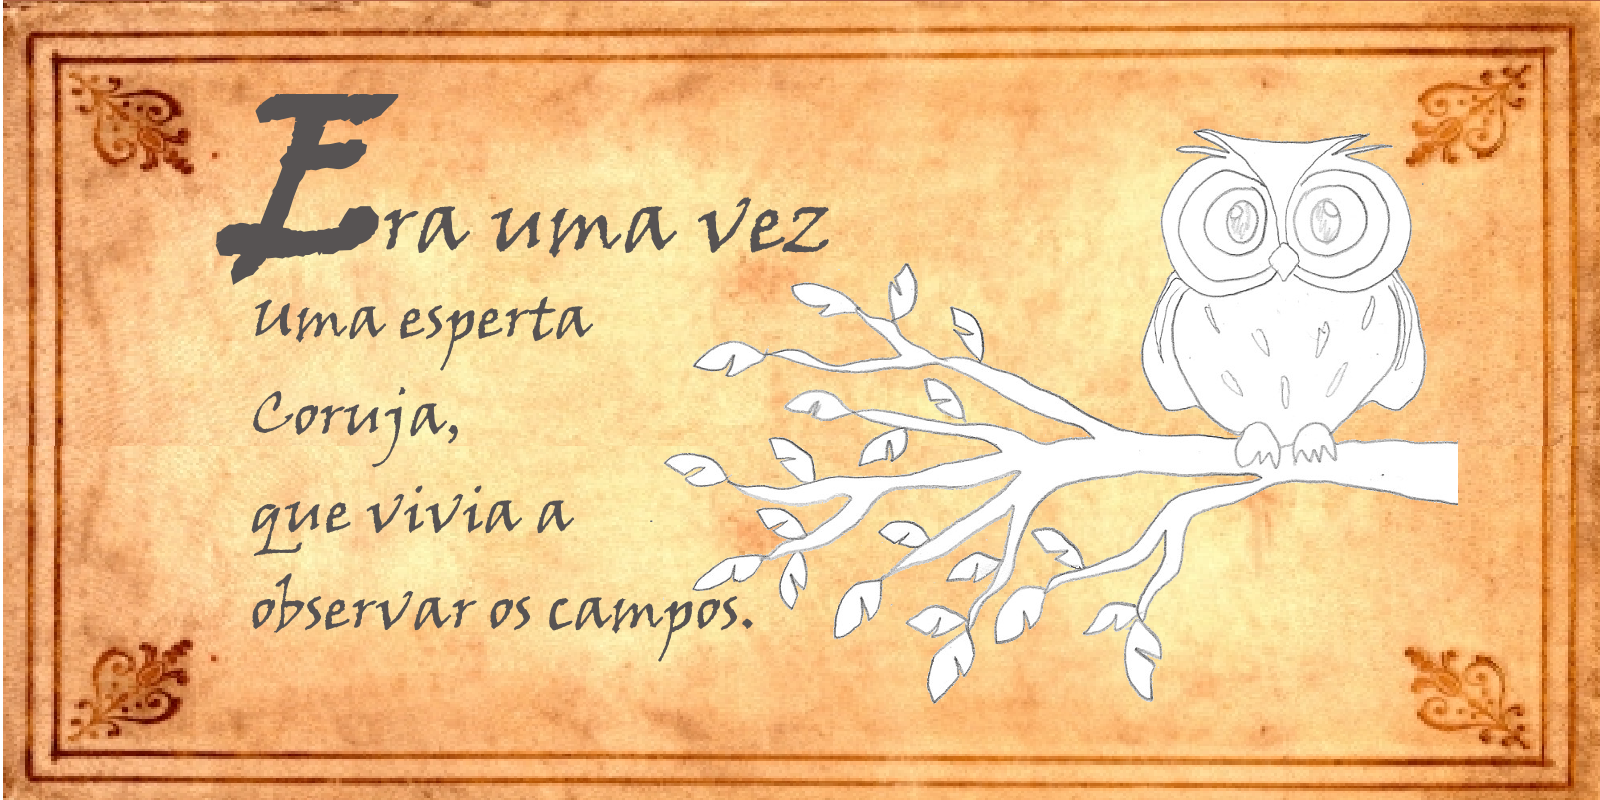 Era uma vez
Uma esperta
Coruja,
que vivia a
observar os campos.